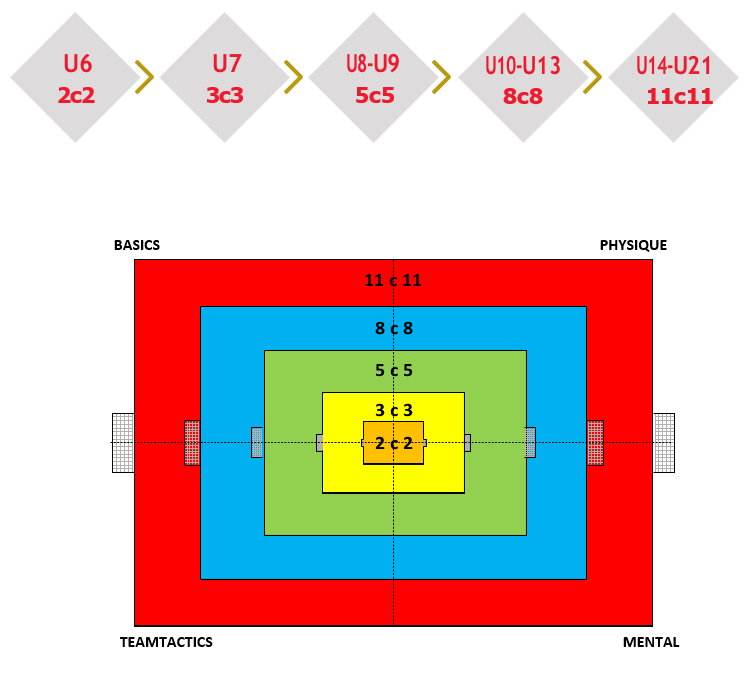 U6
2c2
U7
3c3
U8-U9
5c5
U10-U13
8c8
U14-U21
11c11
BASICS
PHYSIQUE
11 c 11
8 c 8
5 c 5
3 c 3
2 c 2
TEAMTACTICS
MENTAL